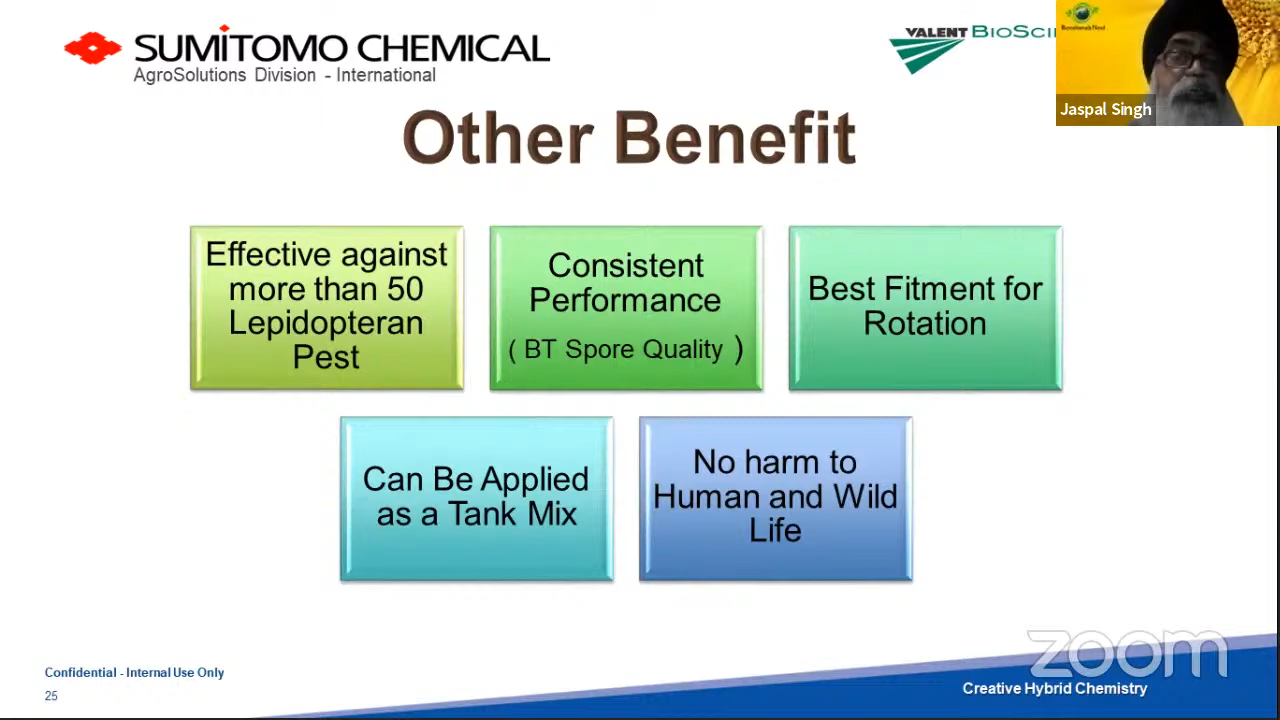 SUMITOMO CHEMICAL
AgroSolutions Division - International
VALENT
Jaspal Singh
Other Benefit
Effective against
more than 50
Lepidopteran
Pest
Consistent
Performance
( BT Spore Quality )
Best Fitment for
Rotation
Can Be Applied
as a Tank Mix
No harm to
Human and Wild
Life
zoom
Confidential - Internal Use Only
25
Creative Hybrid Chemistry